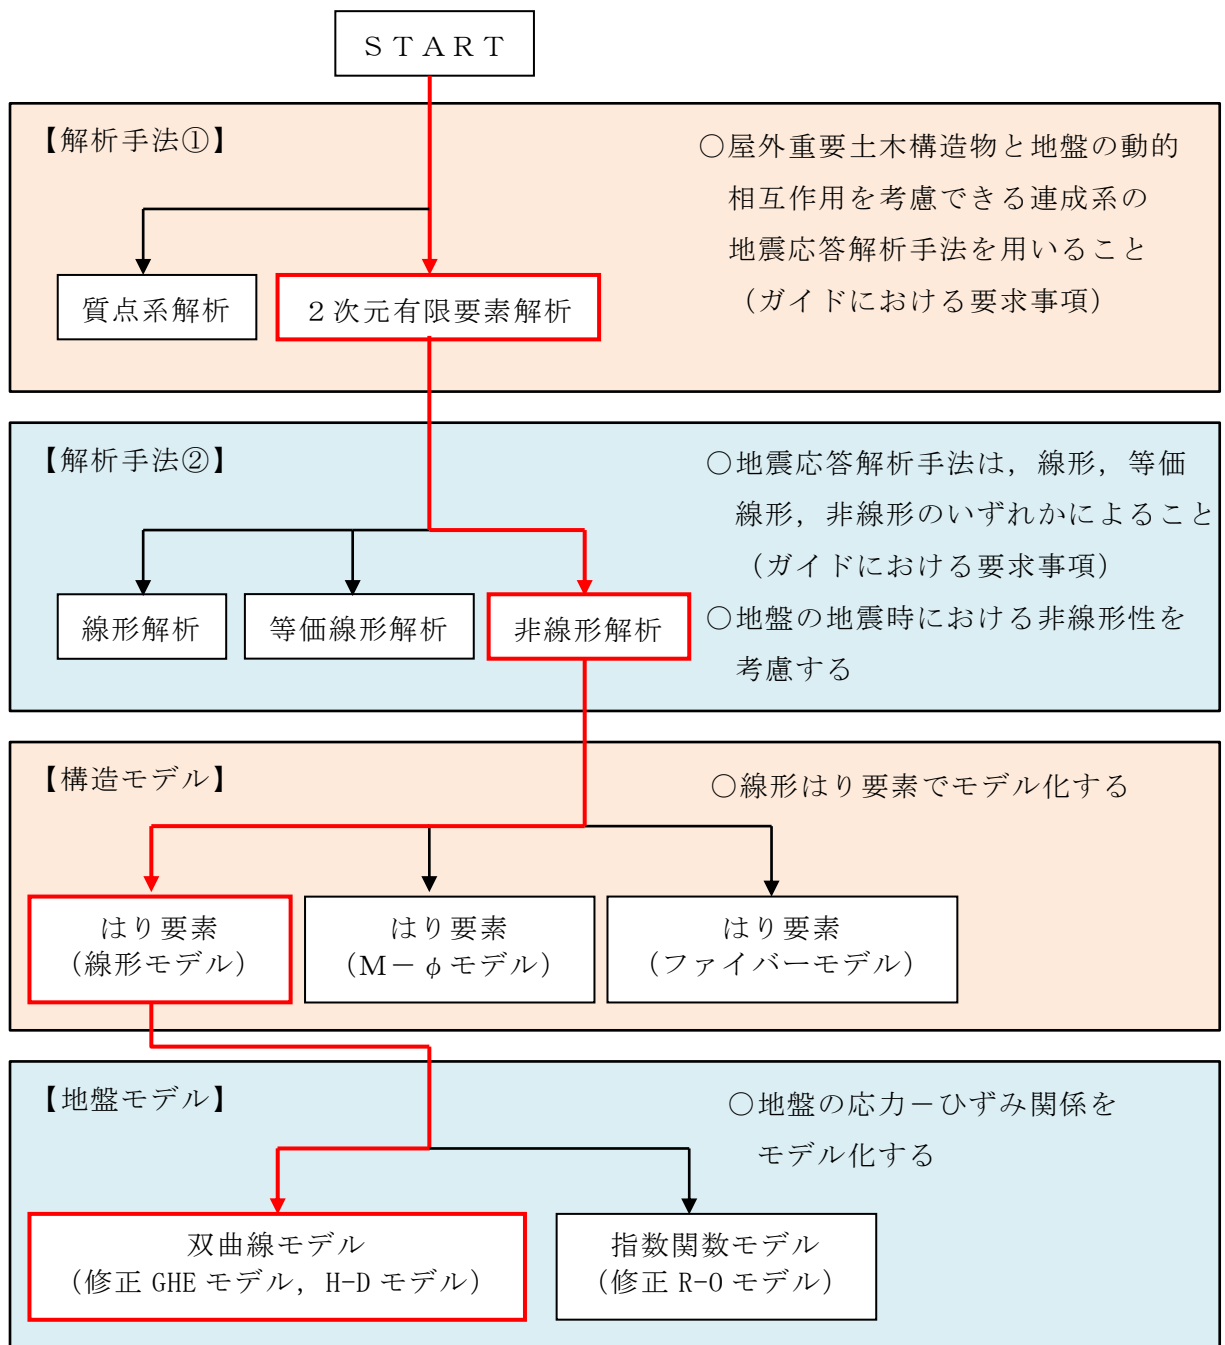 ＳＴＡＲＴ
【解析手法①】
○屋外重要土木構造物と地盤の動的
相互作用を考慮できる連成系の
地震応答解析手法を用いること
（ガイドにおける要求事項）
質点系解析
２次元有限要素解析
【解析手法②】
○地震応答解析手法は，線形，等価
線形，非線形のいずれかによること
（ガイドにおける要求事項）
○地盤の地震時における非線形性を
考慮する
線形解析
等価線形解析
非線形解析
【構造モデル】
○線形はり要素でモデル化する
はり要素
（線形モデル）
はり要素
（Ｍ－φモデル）
はり要素
（ファイバーモデル）
【地盤モデル】
○地盤の応力－ひずみ関係を
モデル化する
双曲線モデル
（修正 GHE モデル，H-D モデル）
指数関数モデル
（修正 R-O モデル）